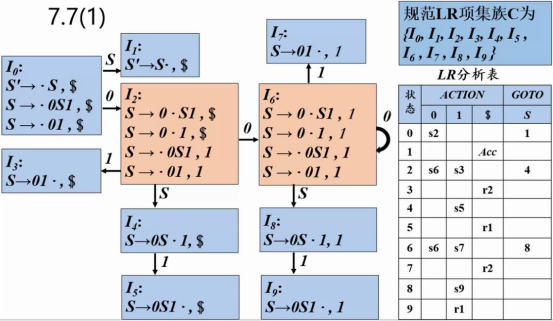 7.7(1)
I7:
S→01·, 1
规范LR项集族C为
{I0, I1, I2, I3, I4, I5,
I6, I7, I8, I9}
I1:
S'→S·, $
S
1
I0:
S'→·S, $
S→·0S1, $
S→·01, $
0
I2:
S→0·S1, $
S→0·1, $
S→·0S1, 1
S→·01, 1
0
I6:
S→0·S1, 1
S→0·1, 1
S→·0S1, 1
S→·01, 1
0
I3:
S→01·, $
1
S
S
I4:
S→0S·1, $
I8:
S→0S·1, 1
1
1
I5:
S→0S1·, $
I9:
S→0S1·, 1
LR分析表
状态 ACTION GOTO
0 1 $ S
0 s2 1
1 Acc
2 s6 s3 4
3 r2
4 s5
5 r1
6 s6 s7 8
7 r2
8 s9
9 r1